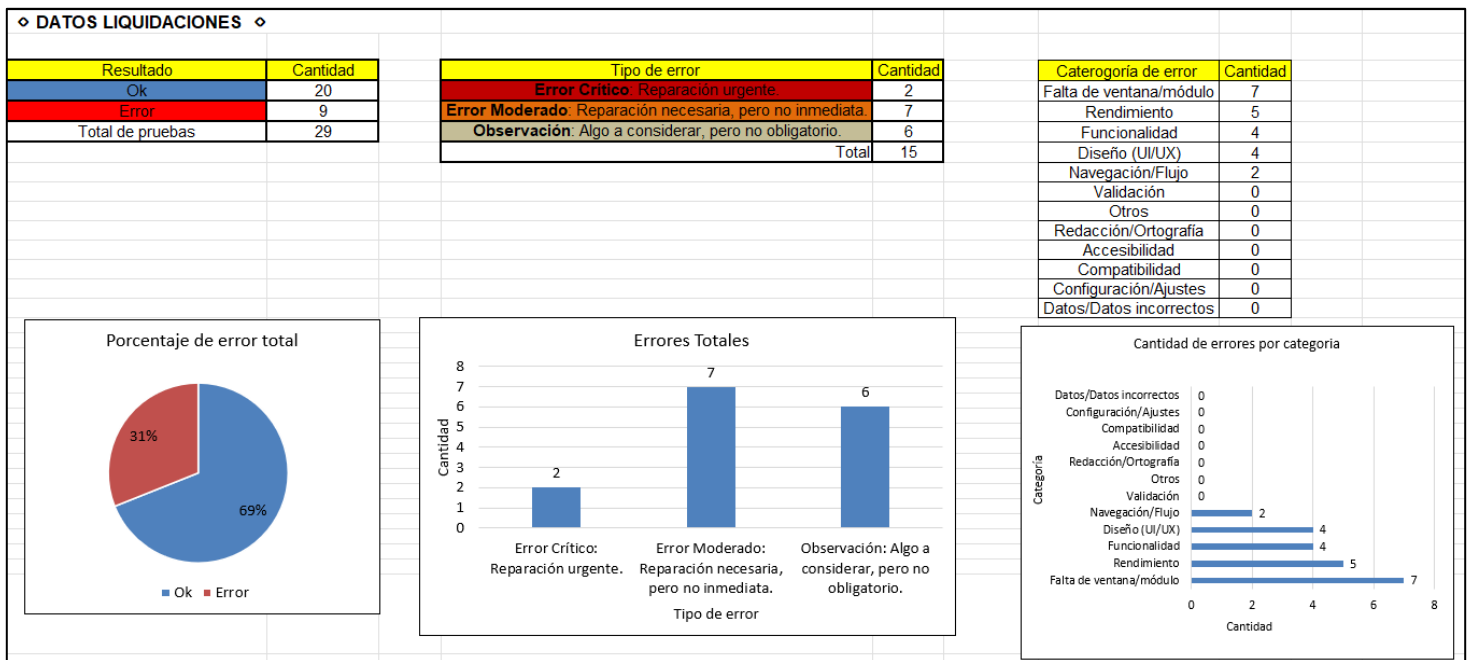 ⋄ DATOS LIQUIDACIONES ⋄
Resultado Cantidad
Ok 20
Error 9
Total de pruebas 29
Tipo de error Cantidad
Error Crítico: Reparación urgente. 2
Error Moderado: Reparación necesaria, pero no inmediata. 7
Observación: Algo a considerar, pero no obligatorio. 6
Total 15
Caterogoría de error Cantidad
Falta de ventana/módulo 7
Rendimiento 5
Funcionalidad 4
Diseño (UI/UX) 4
Navegación/Flujo 2
Validación 0
Otros 0
Redacción/Ortografía 0
Accesibilidad 0
Compatibilidad 0
Configuración/Ajustes 0
Datos/Datos incorrectos 0
Porcentaje de error total
31%
69%
Ok Error
Errores Totales
Cantidad
8
7
6
5
4
3
2
1
0
2
7
6
Error Crítico:
Reparación urgente.
Error Moderado:
Reparación necesaria,
pero no inmediata.
Observación: Algo a
considerar, pero no
obligatorio.
Tipo de error
Cantidad de errores por categoria
Categoría
Datos/Datos incorrectos 0
Configuración/Ajustes 0
Compatibilidad 0
Accesibilidad 0
Redacción/Ortografía 0
Otros 0
Validación 0
Navegación/Flujo 2
Diseño (UI/UX) 4
Funcionalidad 4
Rendimiento 5
Falta de ventana/módulo 7
0 2 4 6 8
Cantidad